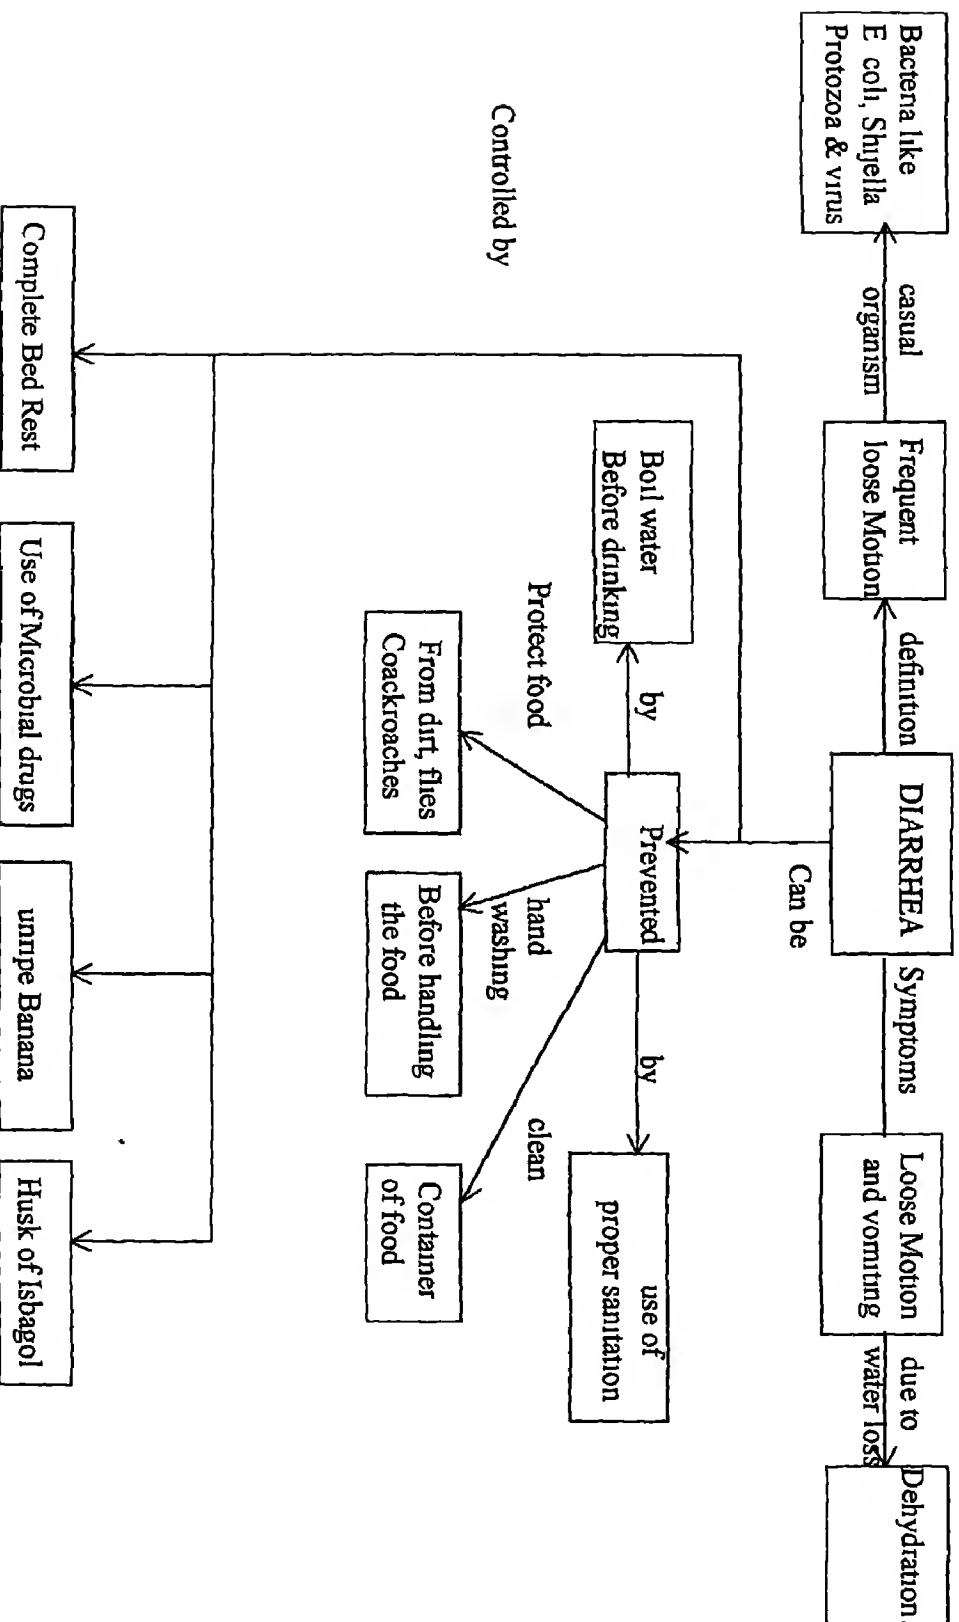 Bacteria like
E coli, Shijella
Protozoa & virus
casual
organism
Frequent
loose Motion
definition
DIARRHEA
Symptoms
Loose Motion
and vomiting
due to
water loss
Dehydration
Can be
Boil water
Before drinking
by
Prevented
by
use of
proper sanitation
Protect food
From dirt, flies
Coackroaches
hand
washing
Before handling
the food
clean
Container
of food
Controlled by
Complete Bed Rest
Use of Microbial drugs
unripe Banana
Husk of Isbagol